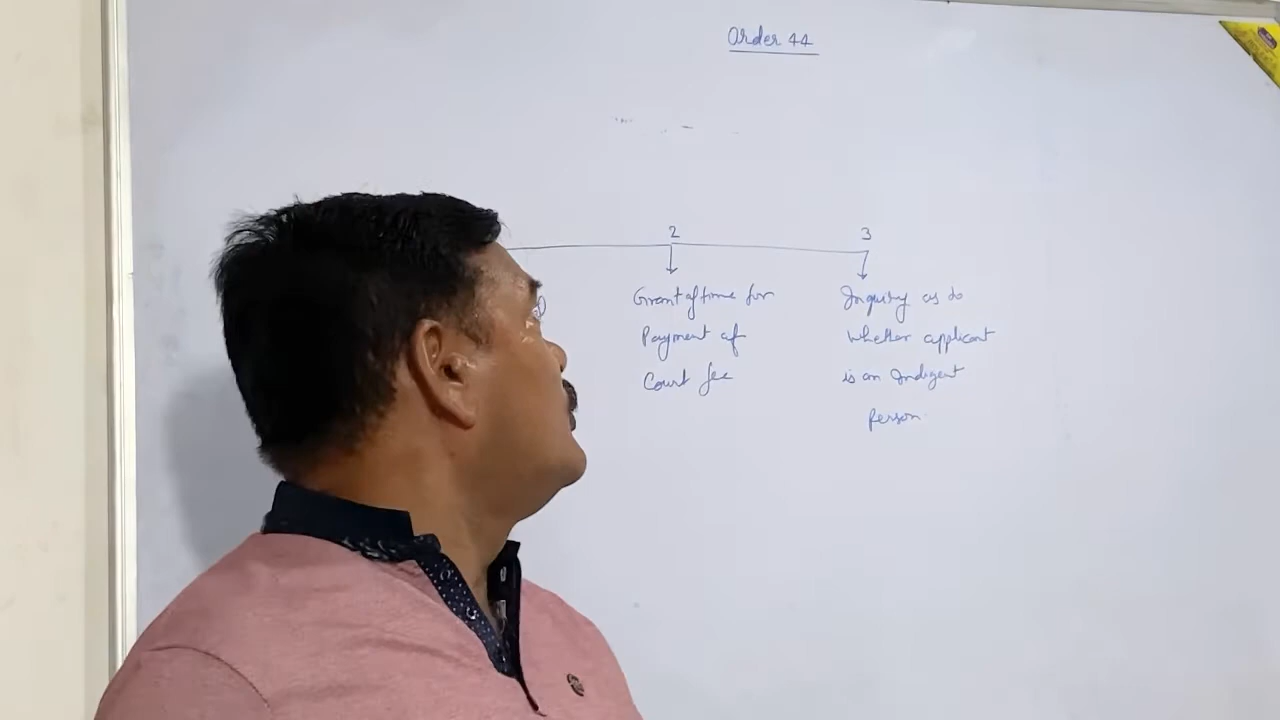 Order 44
2
3
Grant of time for
Payment of
Court fee
Inquiry as to
whether applicant
is an Indigent
person.